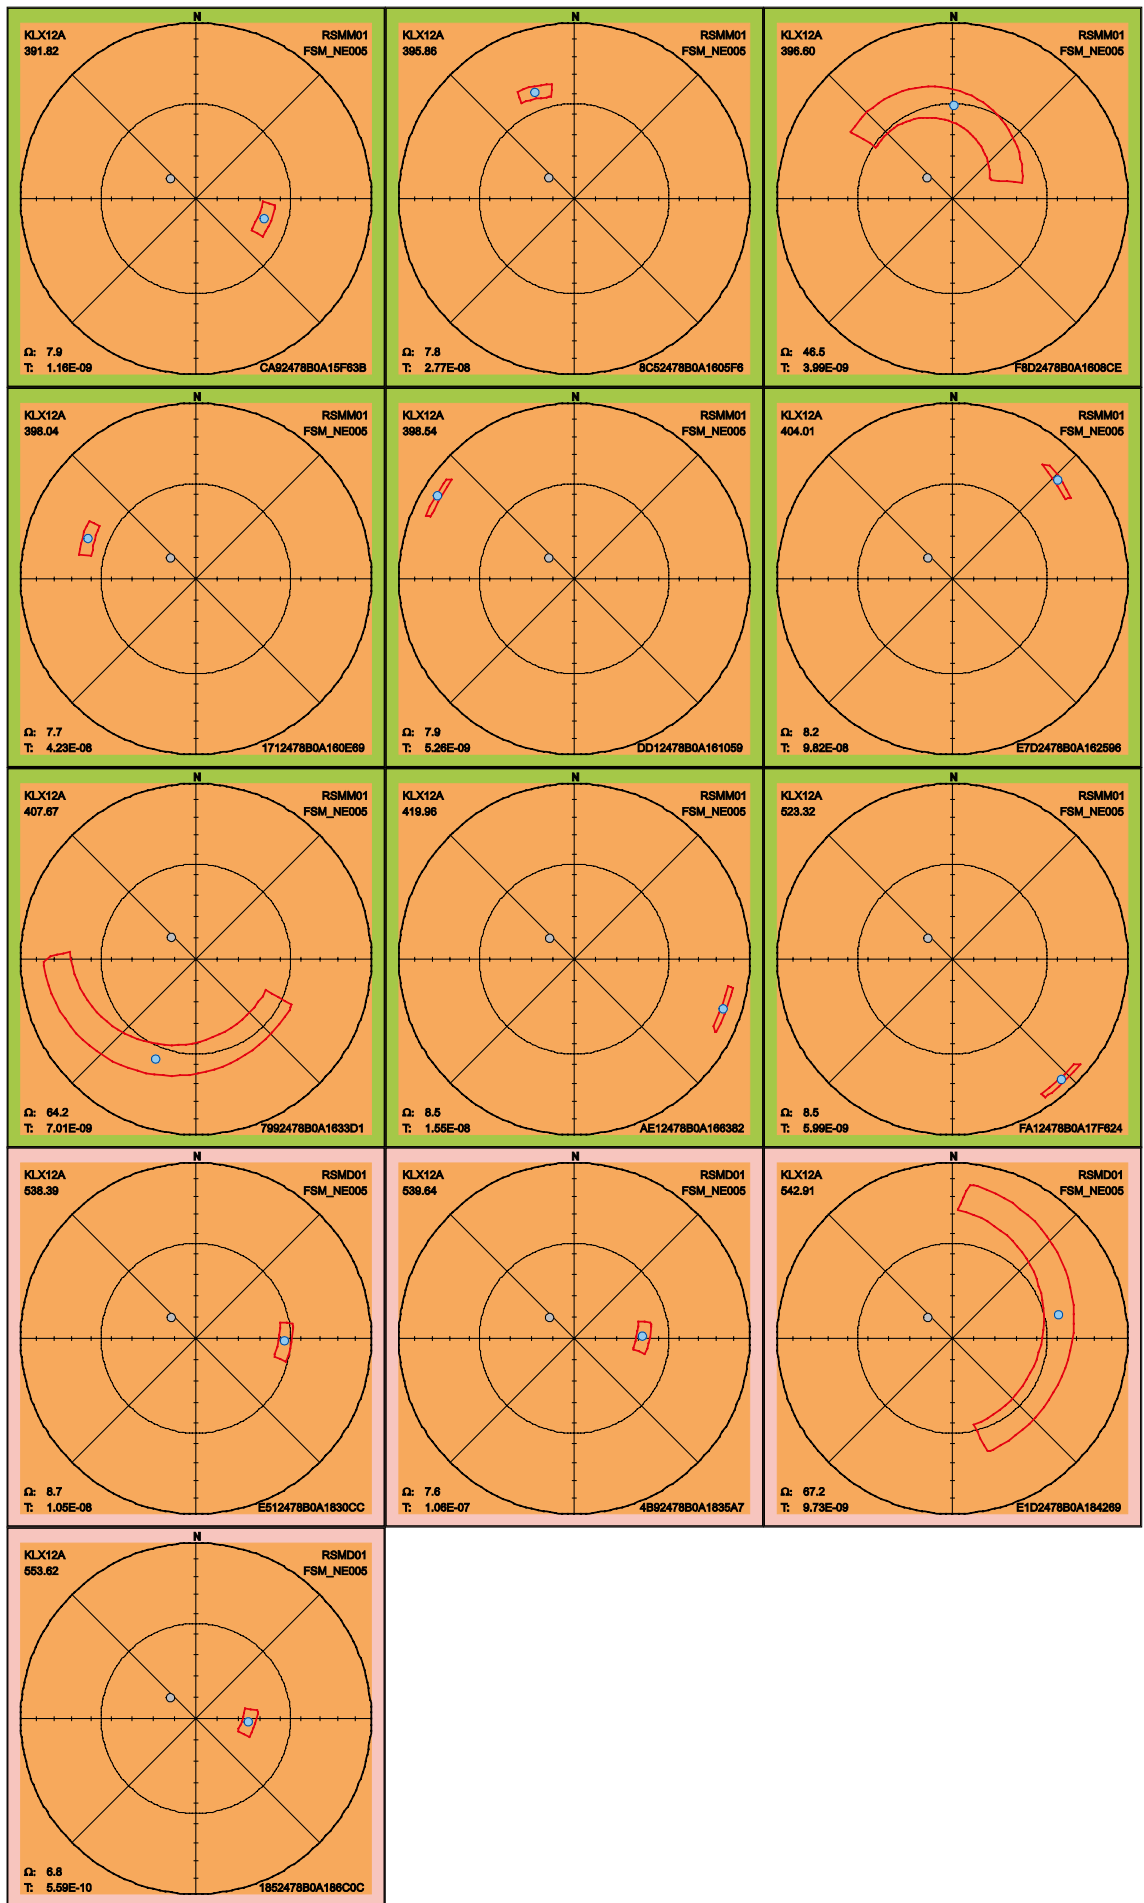 N
KLX12A RSMM01
391.82 FSM_NE005
Ω: 7.9
T: 1.16E-09 CA92478B0A15F63B
N
KLX12A RSMM01
395.86 FSM_NE005
Ω: 7.8
T: 2.77E-08 8C52478B0A1605F6
N
KLX12A RSMM01
396.60 FSM_NE005
Ω: 46.5
T: 3.99E-09 F8D2478B0A1608CE
N
KLX12A RSMM01
398.04 FSM_NE005
Ω: 7.7
T: 4.23E-08 1712478B0A160E69
N
KLX12A RSMM01
398.54 FSM_NE005
Ω: 7.9
T: 5.26E-09 DD12478B0A161059
N
KLX12A RSMM01
404.01 FSM_NE005
Ω: 8.2
T: 9.82E-08 E7D2478B0A162596
N
KLX12A RSMM01
407.67 FSM_NE005
Ω: 64.2
T: 7.01E-09 7992478B0A1633D1
N
KLX12A RSMM01
419.96 FSM_NE005
Ω: 8.5
T: 1.55E-08 AE12478B0A166382
N
KLX12A RSMM01
523.32 FSM_NE005
Ω: 8.5
T: 5.99E-09 FA12478B0A17F624
N
KLX12A RSMD01
538.39 FSM_NE005
Ω: 8.7
T: 1.05E-08 E512478B0A1830CC
N
KLX12A RSMD01
539.64 FSM_NE005
Ω: 7.6
T: 1.06E-07 4B92478B0A1835A7
N
KLX12A RSMD01
542.91 FSM_NE005
Ω: 67.2
T: 9.73E-09 E1D2478B0A184269
N
KLX12A RSMD01
553.62 FSM_NE005
Ω: 6.8
T: 5.59E-10 1852478B0A186C0C